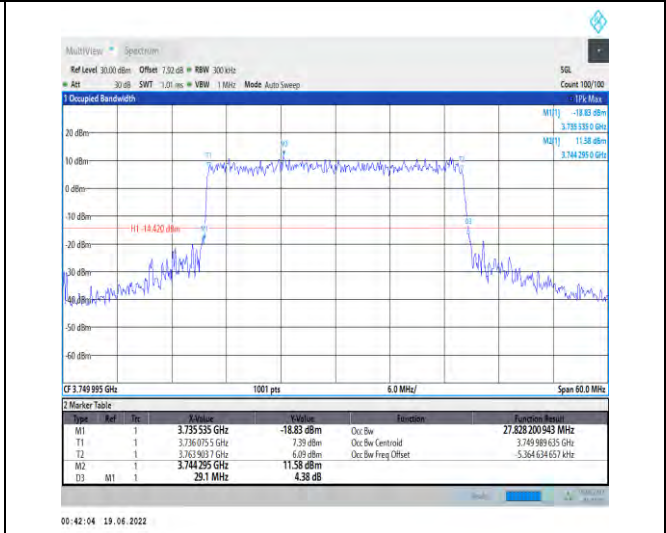 MultiView Spectrum
Ref Level 30.00 dBm Offset 7.92 dB RBW 300 kHz SGL
Att 30 dB SWT 1.01 ms VBW 1 MHz Mode Auto Sweep Count 100/100
1 Occupied Bandwidth 1Pk Max
M1[1] -18.83 dBm
3.735 535 0 GHz
M2[1] 11.58 dBm
3.744 295 0 GHz
20 dBm
10 dBm
0 dBm
-10 dBm
H1 -14.420 dBm
-20 dBm
-30 dBm
-40 dBm
-50 dBm
-60 dBm
CF 3.749 995 GHz 1001 pts 6.0 MHz/ Span 60.0 MHz
2 Marker Table
Type Ref Trc X-Value Y-Value Function Function Result
M1 1 3.735 535 GHz -18.83 dBm Occ Bw 27.828 200 943 MHz
T1 1 3.736 075 5 GHz 7.39 dBm Occ Bw Centroid 3.749 989 635 GHz
T2 1 3.763 903 7 GHz 6.09 dBm Occ Bw Freq Offset -5.364 634 657 kHz
M2 1 3.744 295 GHz 11.58 dBm
D3 M1 1 29.1 MHz 4.38 dB
00:42:04 19.06.2022